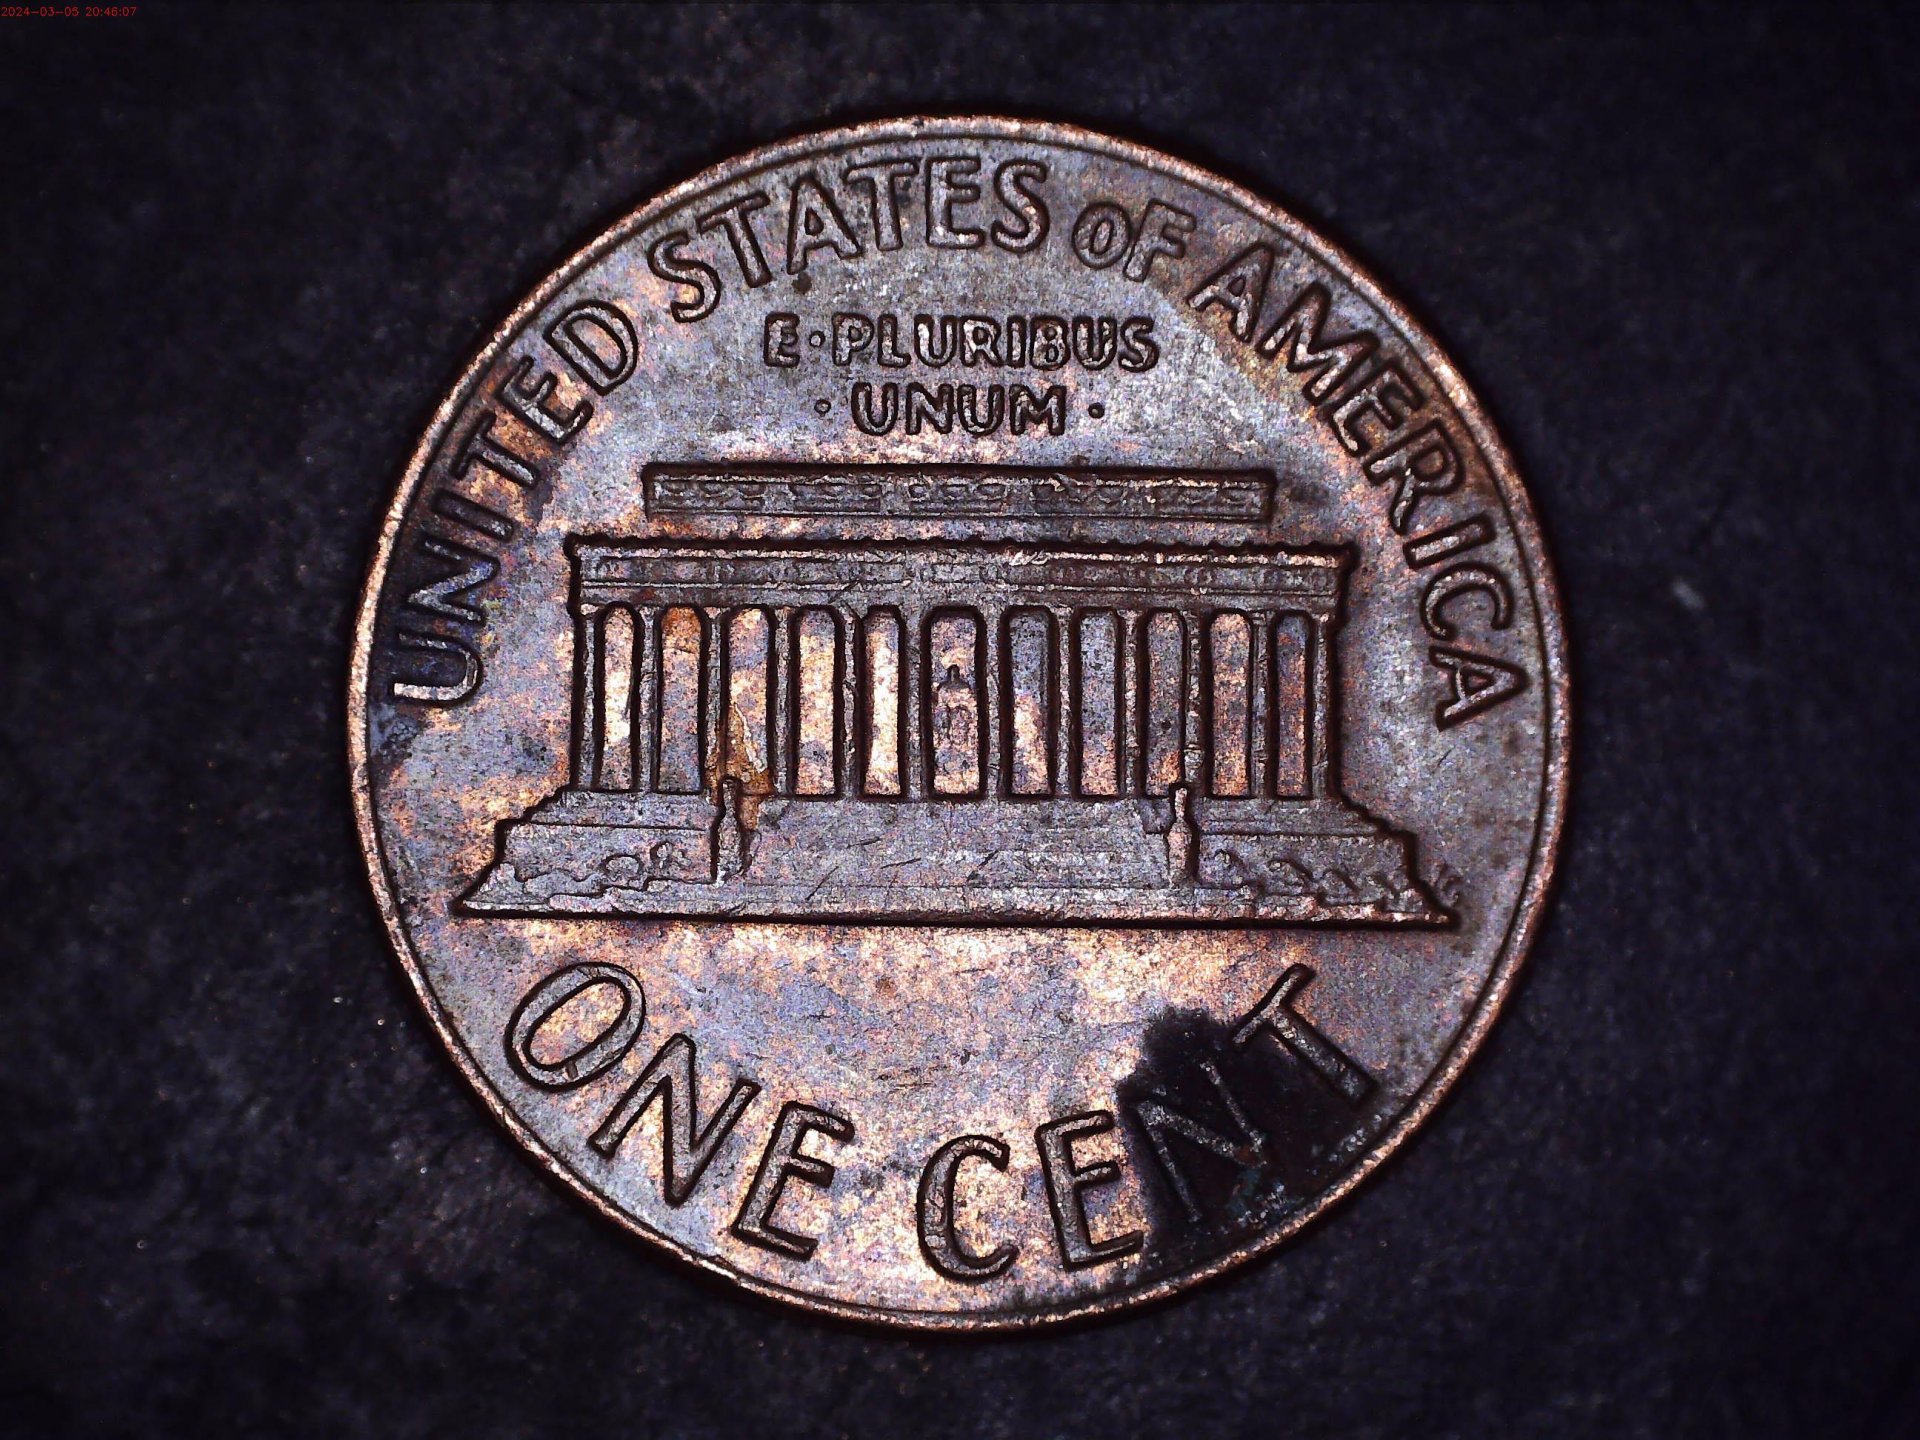 2024-03-05 20:46:07
UNITED STATES OF AMERICA
E·PLURIBUS
·UNUM·
ONE CENT